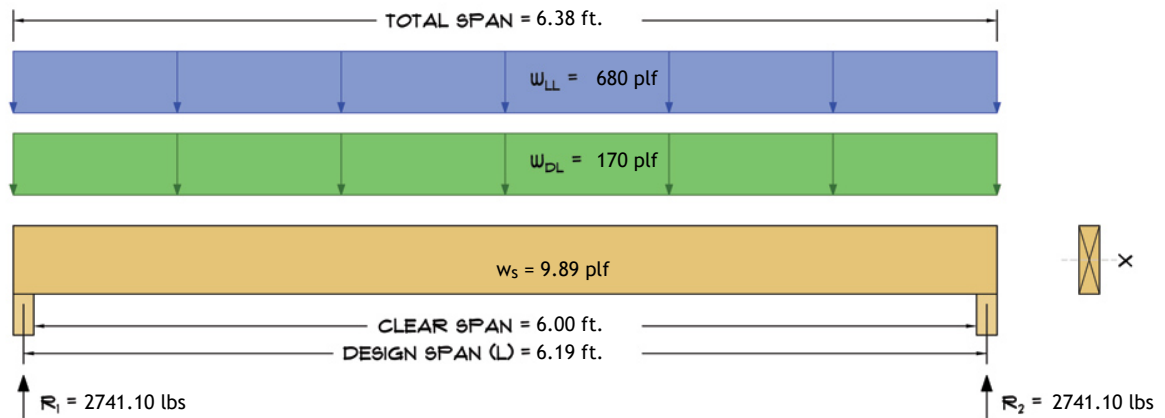 TOTAL SPAN = 6.38 ft.
wLL = 680 plf
wDL = 170 plf
ws = 9.89 plf
X
CLEAR SPAN = 6.00 ft.
DESIGN SPAN (L) = 6.19 ft.
R1 = 2741.10 lbs
R2 = 2741.10 lbs